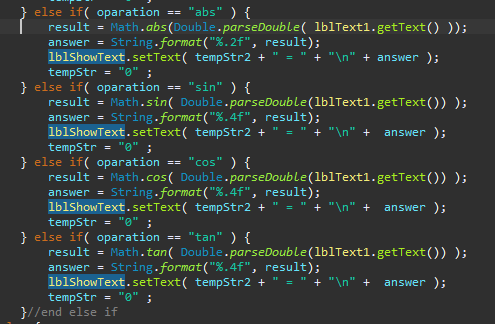 } else if( oparation == "abs" ) {
result = Math.abs(Double.parseDouble( lblText1.getText() ));
answer = String.format("%.2f", result);
lblShowText.setText( tempStr2 + " = " + "\n" + answer );
tempStr = "0" ;
} else if( oparation == "sin" ) {
result = Math.sin( Double.parseDouble(lblText1.getText()) );
answer = String.format("%.4f", result);
lblShowText.setText( tempStr2 + " = " + "\n" +  answer );
tempStr = "0" ;
} else if( oparation == "cos" ) {
result = Math.cos( Double.parseDouble(lblText1.getText()) );
answer = String.format("%.4f", result);
lblShowText.setText( tempStr2 + " = " + "\n" +  answer );
tempStr = "0" ;
} else if( oparation == "tan" ) {
result = Math.tan( Double.parseDouble(lblText1.getText()) );
answer = String.format("%.4f", result);
lblShowText.setText( tempStr2 + " = " + "\n" +  answer );
tempStr = "0" ;
}//end else if